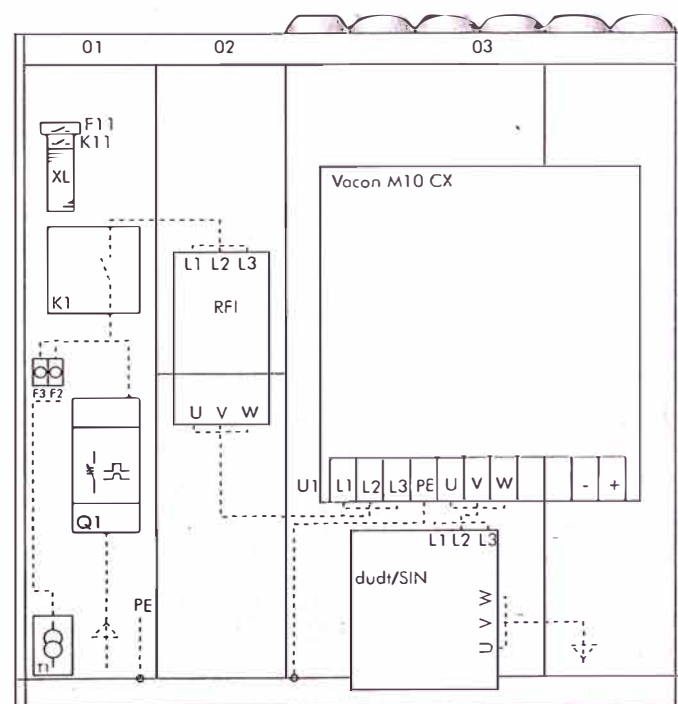 01 02 03
F11
K11
XL
Vacon M10 CX
L1 L2 L3
K1
RFI
F3 F2
U V W
U1 L1 L2 L3 PE U V W - +
Q1
L1 L2 L3
dudt/SIN
U V W
PE
T1